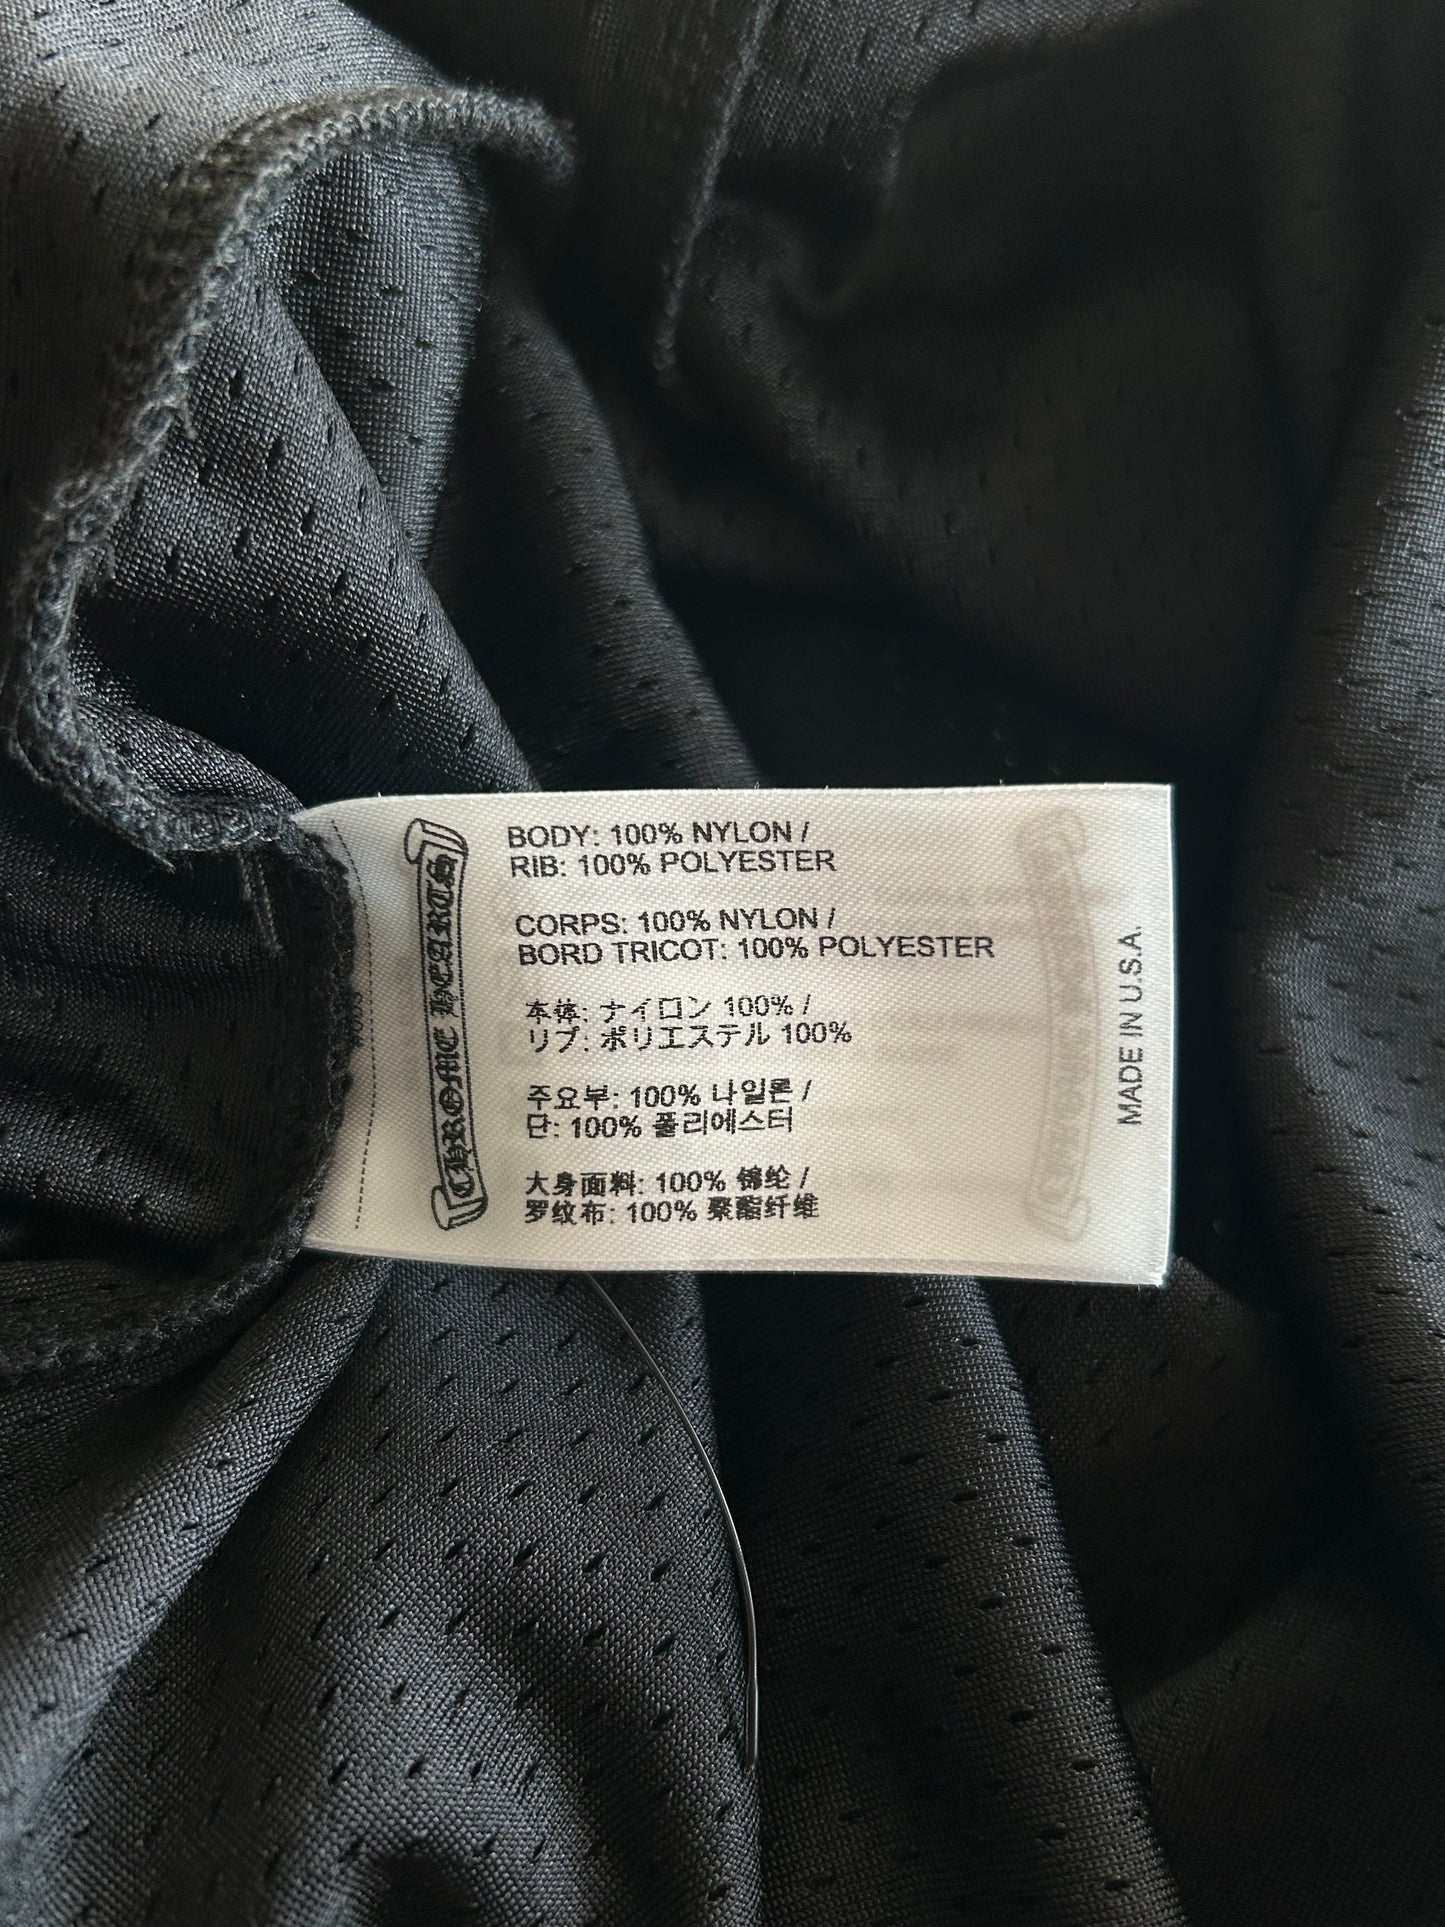 CHROME HEARTS
BODY: 100% NYLON /
RIB: 100% POLYESTER
CORPS: 100% NYLON /
BORD TRICOT: 100% POLYESTER
本体: ナイロン 100% /
リブ: ポリエステル 100%
주요부: 100% 나일론 /
단: 100% 폴리에스터
大身面料: 100% 锦纶 /
罗纹布: 100% 聚酯纤维
MADE IN U.S.A.